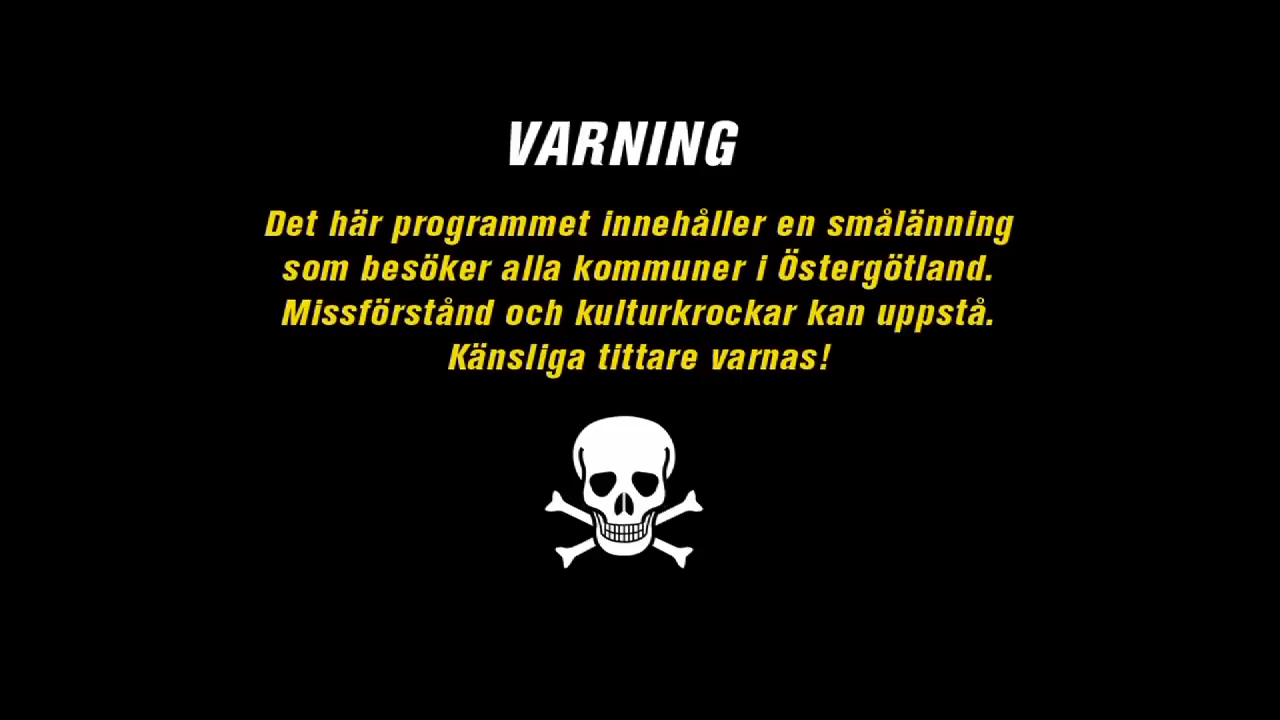 VARNING
Det här programmet innehåller en smålänning
som besöker alla kommuner i Östergötland.
Missförstånd och kulturkrockar kan uppstå.
Känsliga tittare varnas!